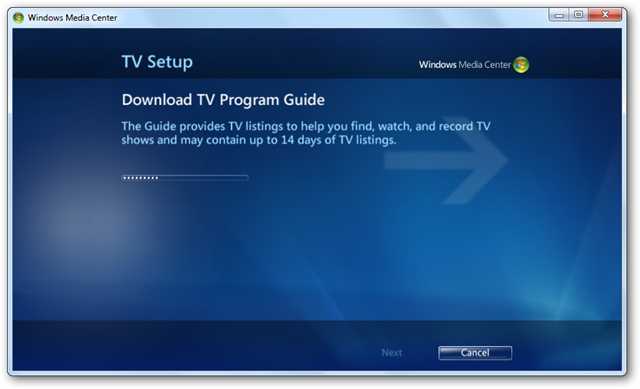 Windows Media Center
TV Setup
Windows Media Center
Download TV Program Guide
The Guide provides TV listings to help you find, watch, and record TV
shows and may contain up to 14 days of TV listings.
Next
Cancel